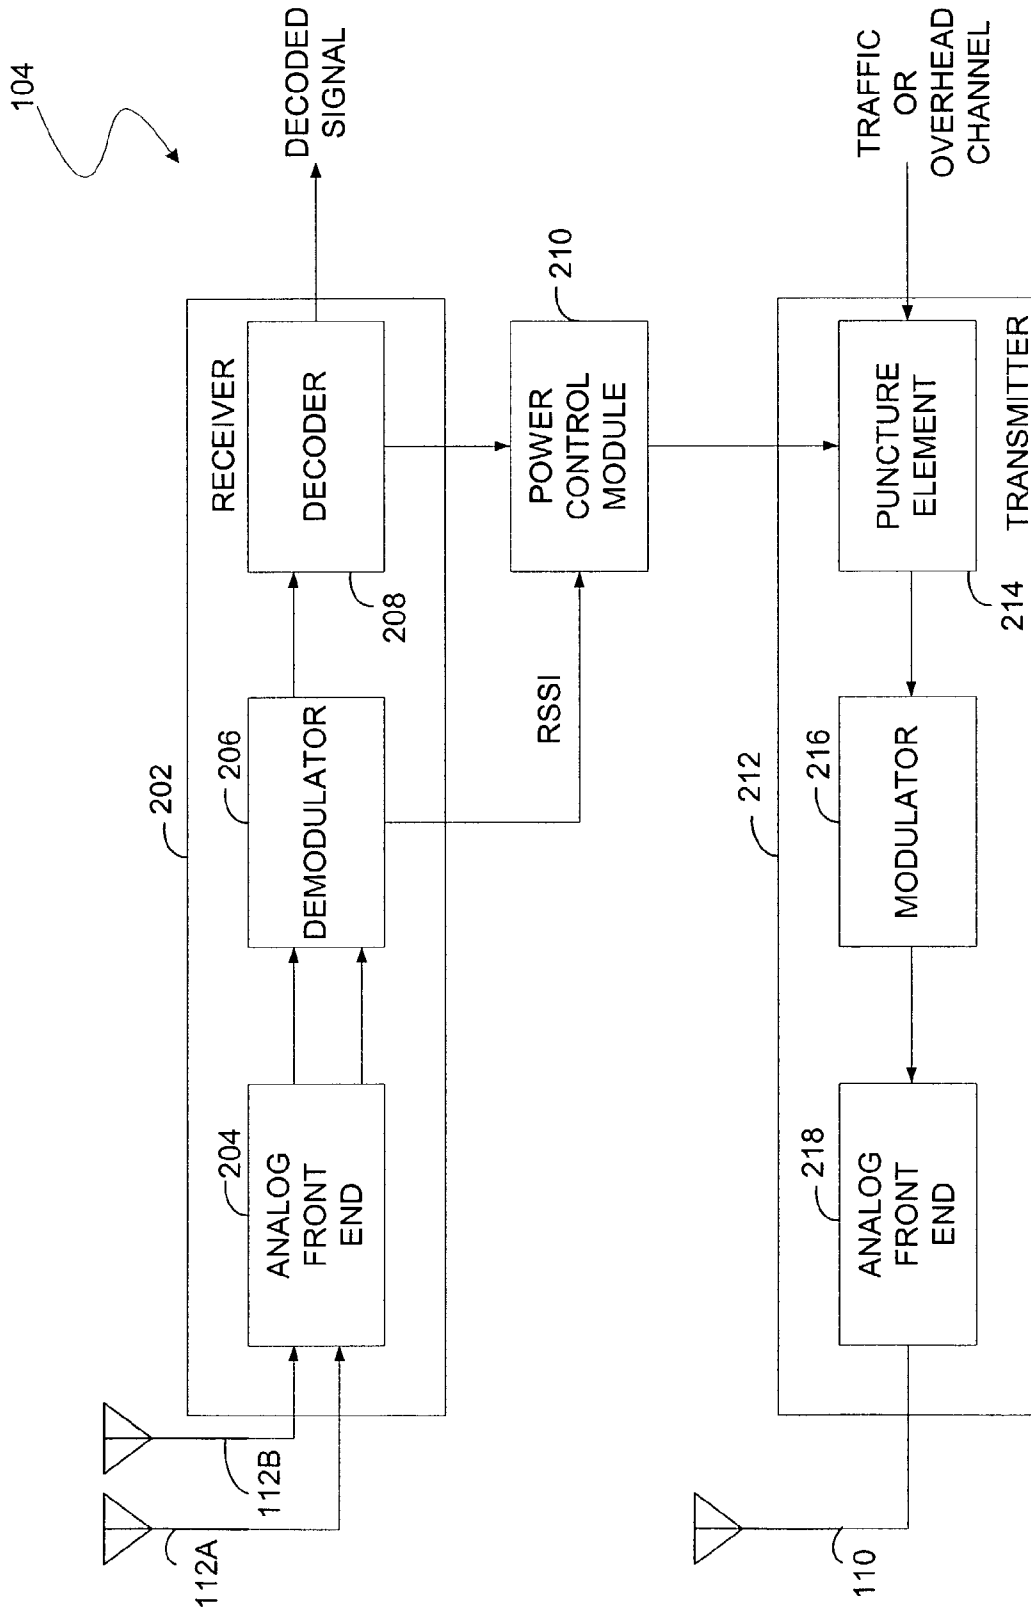 104
202
RECEIVER
204
ANALOG
FRONT
END
206
DEMODULATOR
DECODER
208
DECODED
SIGNAL
112A
112B
RSSI
POWER
CONTROL
MODULE
210
212
218
ANALOG
FRONT
END
216
MODULATOR
PUNCTURE
ELEMENT
214
TRANSMITTER
TRAFFIC
OR
OVERHEAD
CHANNEL
110